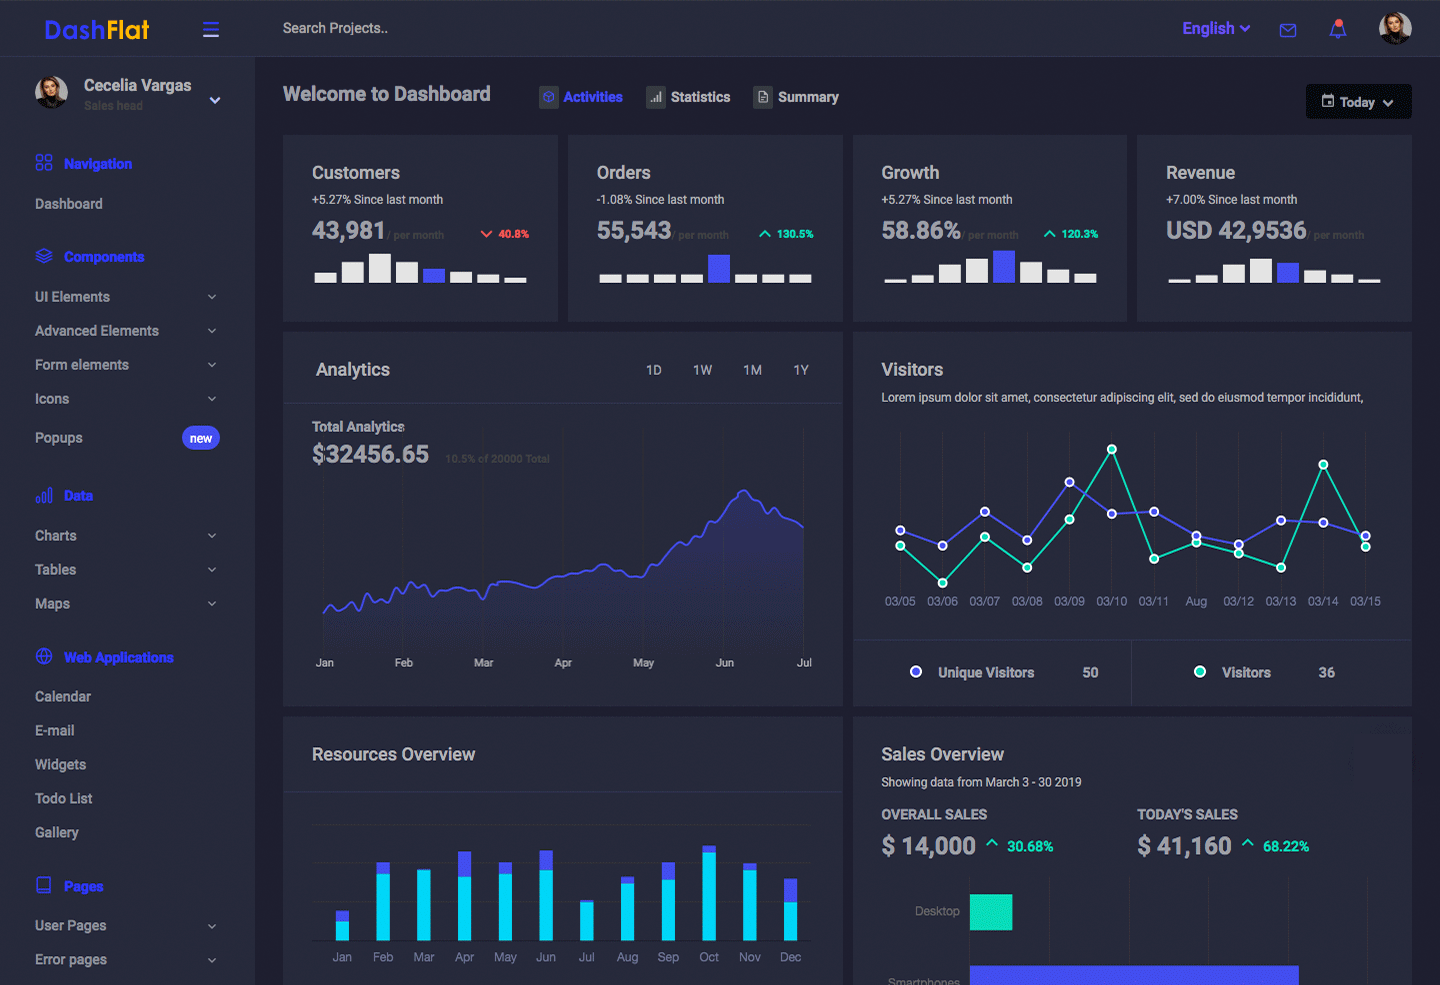 DashFlat
Search Projects..
English
Cecelia Vargas
Sales head
Navigation
Dashboard
Components
UI Elements
Advanced Elements
Form elements
Icons
Popups new
Data
Charts
Tables
Maps
Web Applications
Calendar
E-mail
Widgets
Todo List
Gallery
Pages
User Pages
Error pages
Welcome to Dashboard
Activities
Statistics
Summary
Today
Customers
+5.27% Since last month
43,981 / per month 40.8%
Orders
-1.08% Since last month
55,543 / per month 130.5%
Growth
+5.27% Since last month
58.86% / per month 120.3%
Revenue
+7.00% Since last month
USD 42,9536 / per month
Analytics
1D 1W 1M 1Y
Total Analytics
$32456.65 10.5% of 20000 Total
Jan Feb Mar Apr May Jun Jul
Visitors
Lorem ipsum dolor sit amet, consectetur adipiscing elit, sed do eiusmod tempor incididunt,
03/05 03/06 03/07 03/08 03/09 03/10 03/11 Aug 03/12 03/13 03/14 03/15
Unique Visitors 50
Visitors 36
Resources Overview
Jan Feb Mar Apr May Jun Jul Aug Sep Oct Nov Dec
Sales Overview
Showing data from March 3 - 30 2019
OVERALL SALES
$ 14,000 30.68%
TODAY'S SALES
$ 41,160 68.22%
Desktop
Smartphones